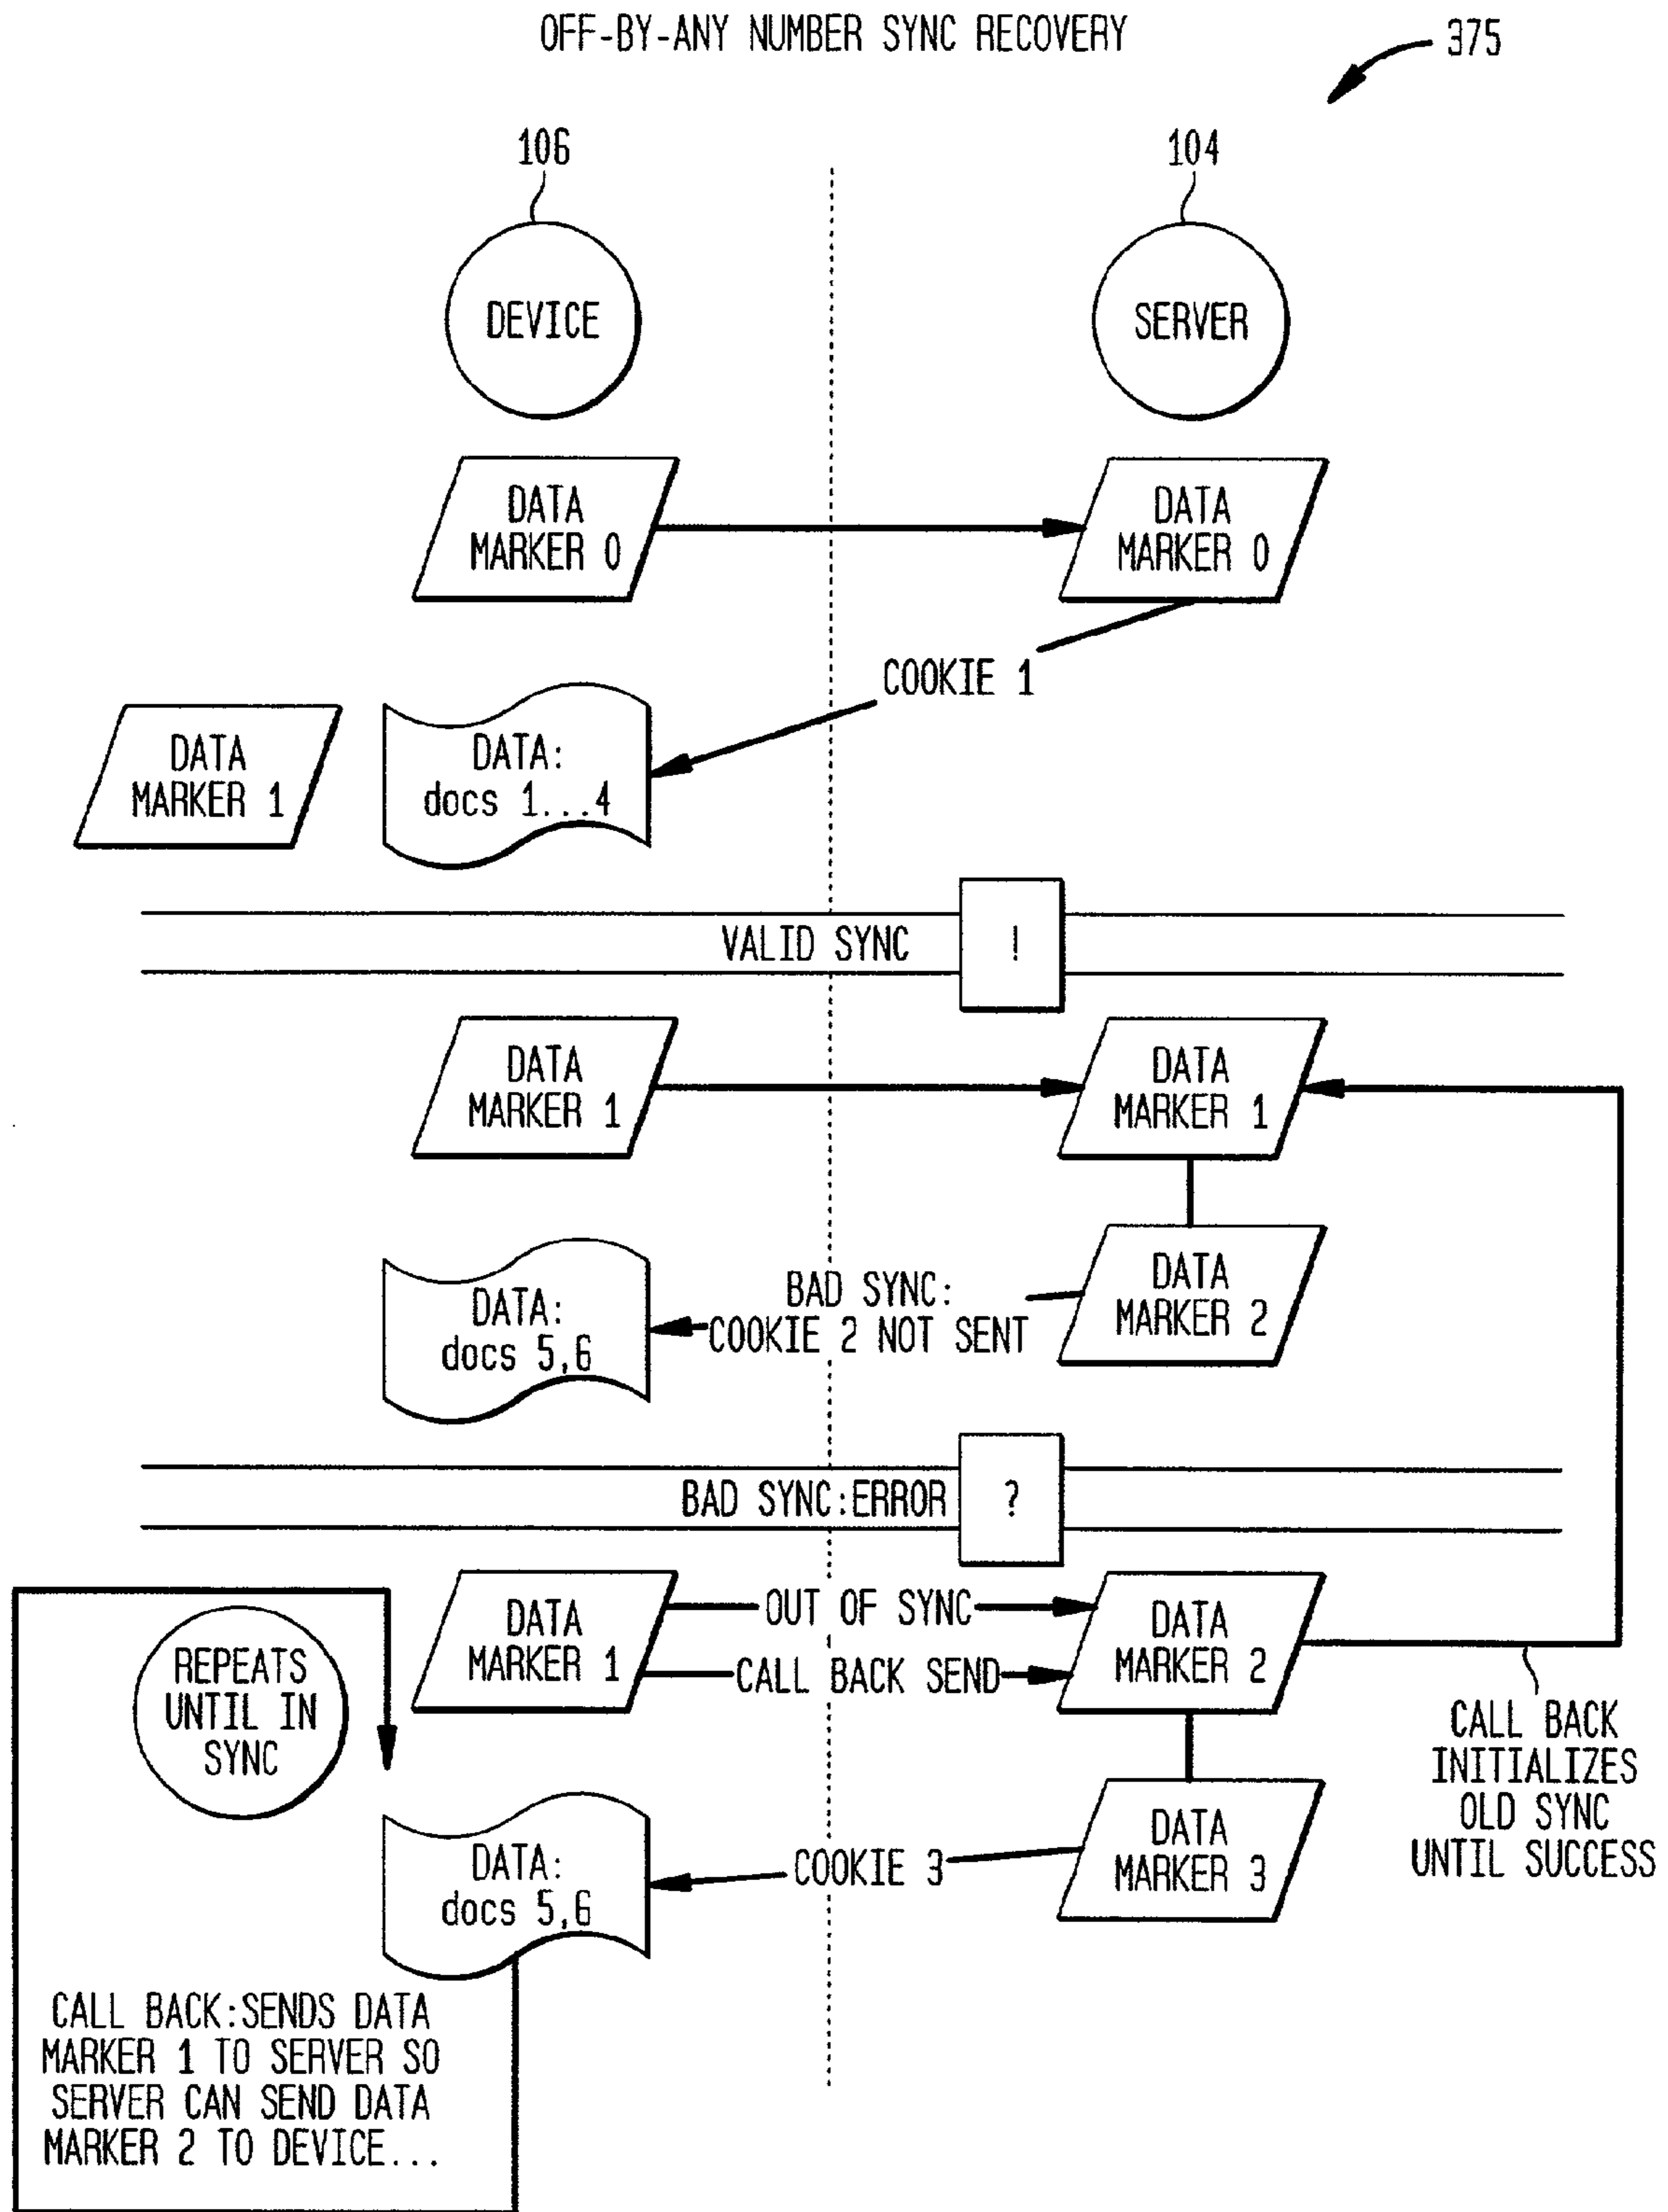 OFF-BY-ANY NUMBER SYNC RECOVERY
375
106
104
DEVICE
SERVER
DATA
MARKER 0
DATA
MARKER 0
COOKIE 1
DATA
MARKER 1
DATA:
docs 1...4
VALID SYNC
!
DATA
MARKER 1
DATA
MARKER 1
DATA:
docs 5,6
BAD SYNC:
COOKIE 2 NOT SENT
DATA
MARKER 2
BAD SYNC:ERROR
?
REPEATS
UNTIL IN
SYNC
DATA
MARKER 1
OUT OF SYNC
CALL BACK SEND
DATA
MARKER 2
CALL BACK
INITIALIZES
OLD SYNC
UNTIL SUCCESS
DATA:
docs 5,6
COOKIE 3
DATA
MARKER 3
CALL BACK:SENDS DATA
MARKER 1 TO SERVER SO
SERVER CAN SEND DATA
MARKER 2 TO DEVICE...